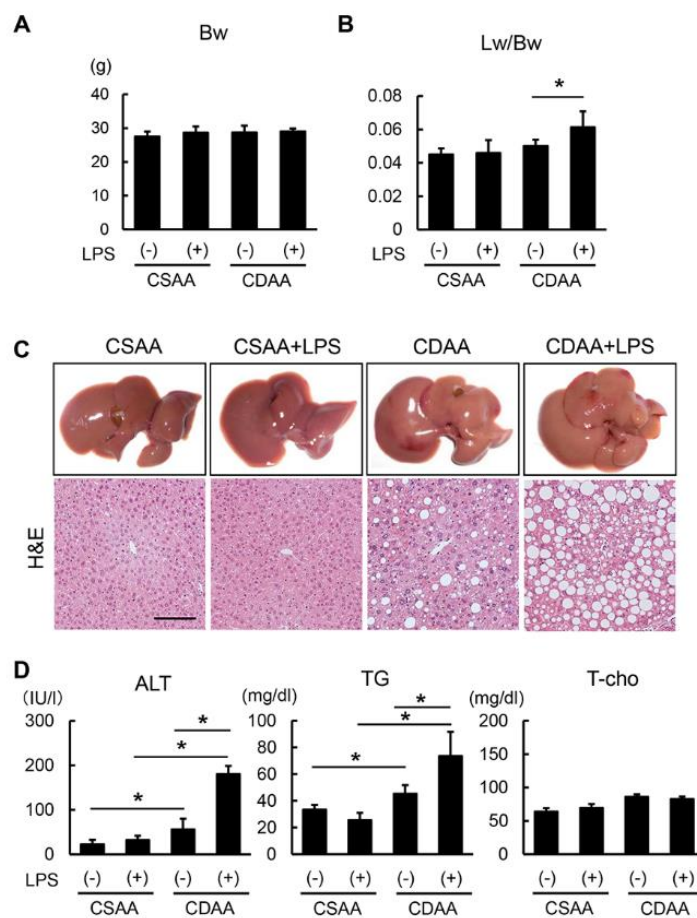 A
Bw
(g)
40
30
20
10
0
LPS (-) (+) (-) (+)
CSAA CDAA
B
Lw/Bw
*
0.08
0.06
0.04
0.02
0
LPS (-) (+) (-) (+)
CSAA CDAA
C
CSAA CSAA+LPS CDAA CDAA+LPS
H&E
D
ALT
(IU/l)
300
200
100
0
*
*
*
LPS (-) (+) (-) (+)
CSAA CDAA
TG
(mg/dl)
100
80
60
40
20
0
*
*
*
(-) (+) (-) (+)
CSAA CDAA
T-cho
(mg/dl)
200
150
100
50
0
(-) (+) (-) (+)
CSAA CDAA